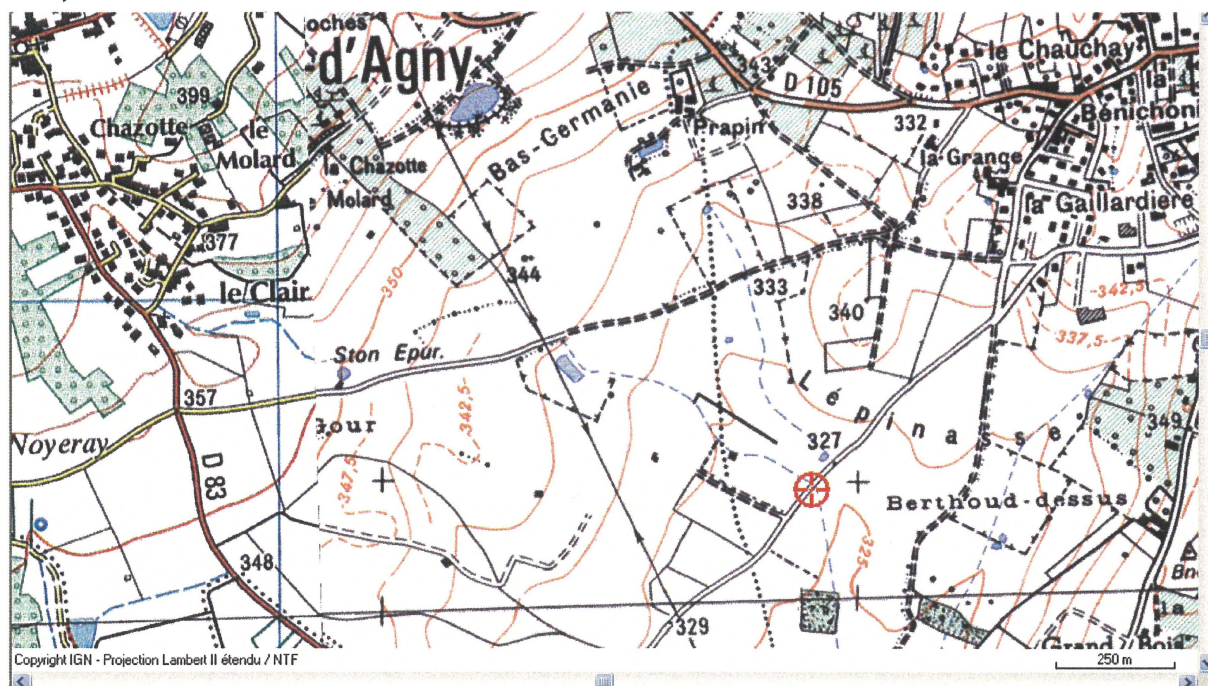 oches
d'Agny
le Chauchay
343
D 105
la
399
Chazotte
le
Molard
Bas-Germanie
Prapin
332
Bénichon
la Chazotte
Molard
la Grange
377
338
la Gaillardière
350
344
le Clair
333
340
342,5
337,5
Ston Epur.
357
Lépinasse
Gour
342,5
327
349
Noyeray
D 83
347,5
Berthoud-dessus
325
348
329
la
Grand Bois
Copyright IGN - Projection Lambert II étendu / NTF
250 m